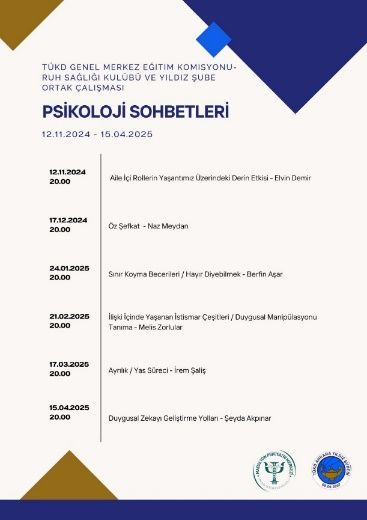 TÜKD GENEL MERKEZ EĞİTİM KOMİSYONU-
RUH SAĞLIĞI KULÜBÜ VE YILDIZ ŞUBE
ORTAK ÇALIŞMASI
PSİKOLOJİ SOHBETLERİ
12.11.2024 - 15.04.2025
12.11.2024
20.00
Aile İçi Rollerin Yaşantımız Üzerindeki Derin Etkisi - Elvin Demir
17.12.2024
20.00
Öz Şefkat - Naz Meydan
24.01.2025
20.00
Sınır Koyma Becerileri / Hayır Diyebilmek - Berfin Aşar
21.02.2025
20.00
İlişki İçinde Yaşanan İstismar Çeşitleri / Duygusal Manipülasyonu
Tanıma - Melis Zorlular
17.03.2025
20.00
Ayrılık / Yas Süreci - İrem Şaliş
15.04.2025
20.00
Duygusal Zekayı Geliştirme Yolları - Şeyda Akpınar